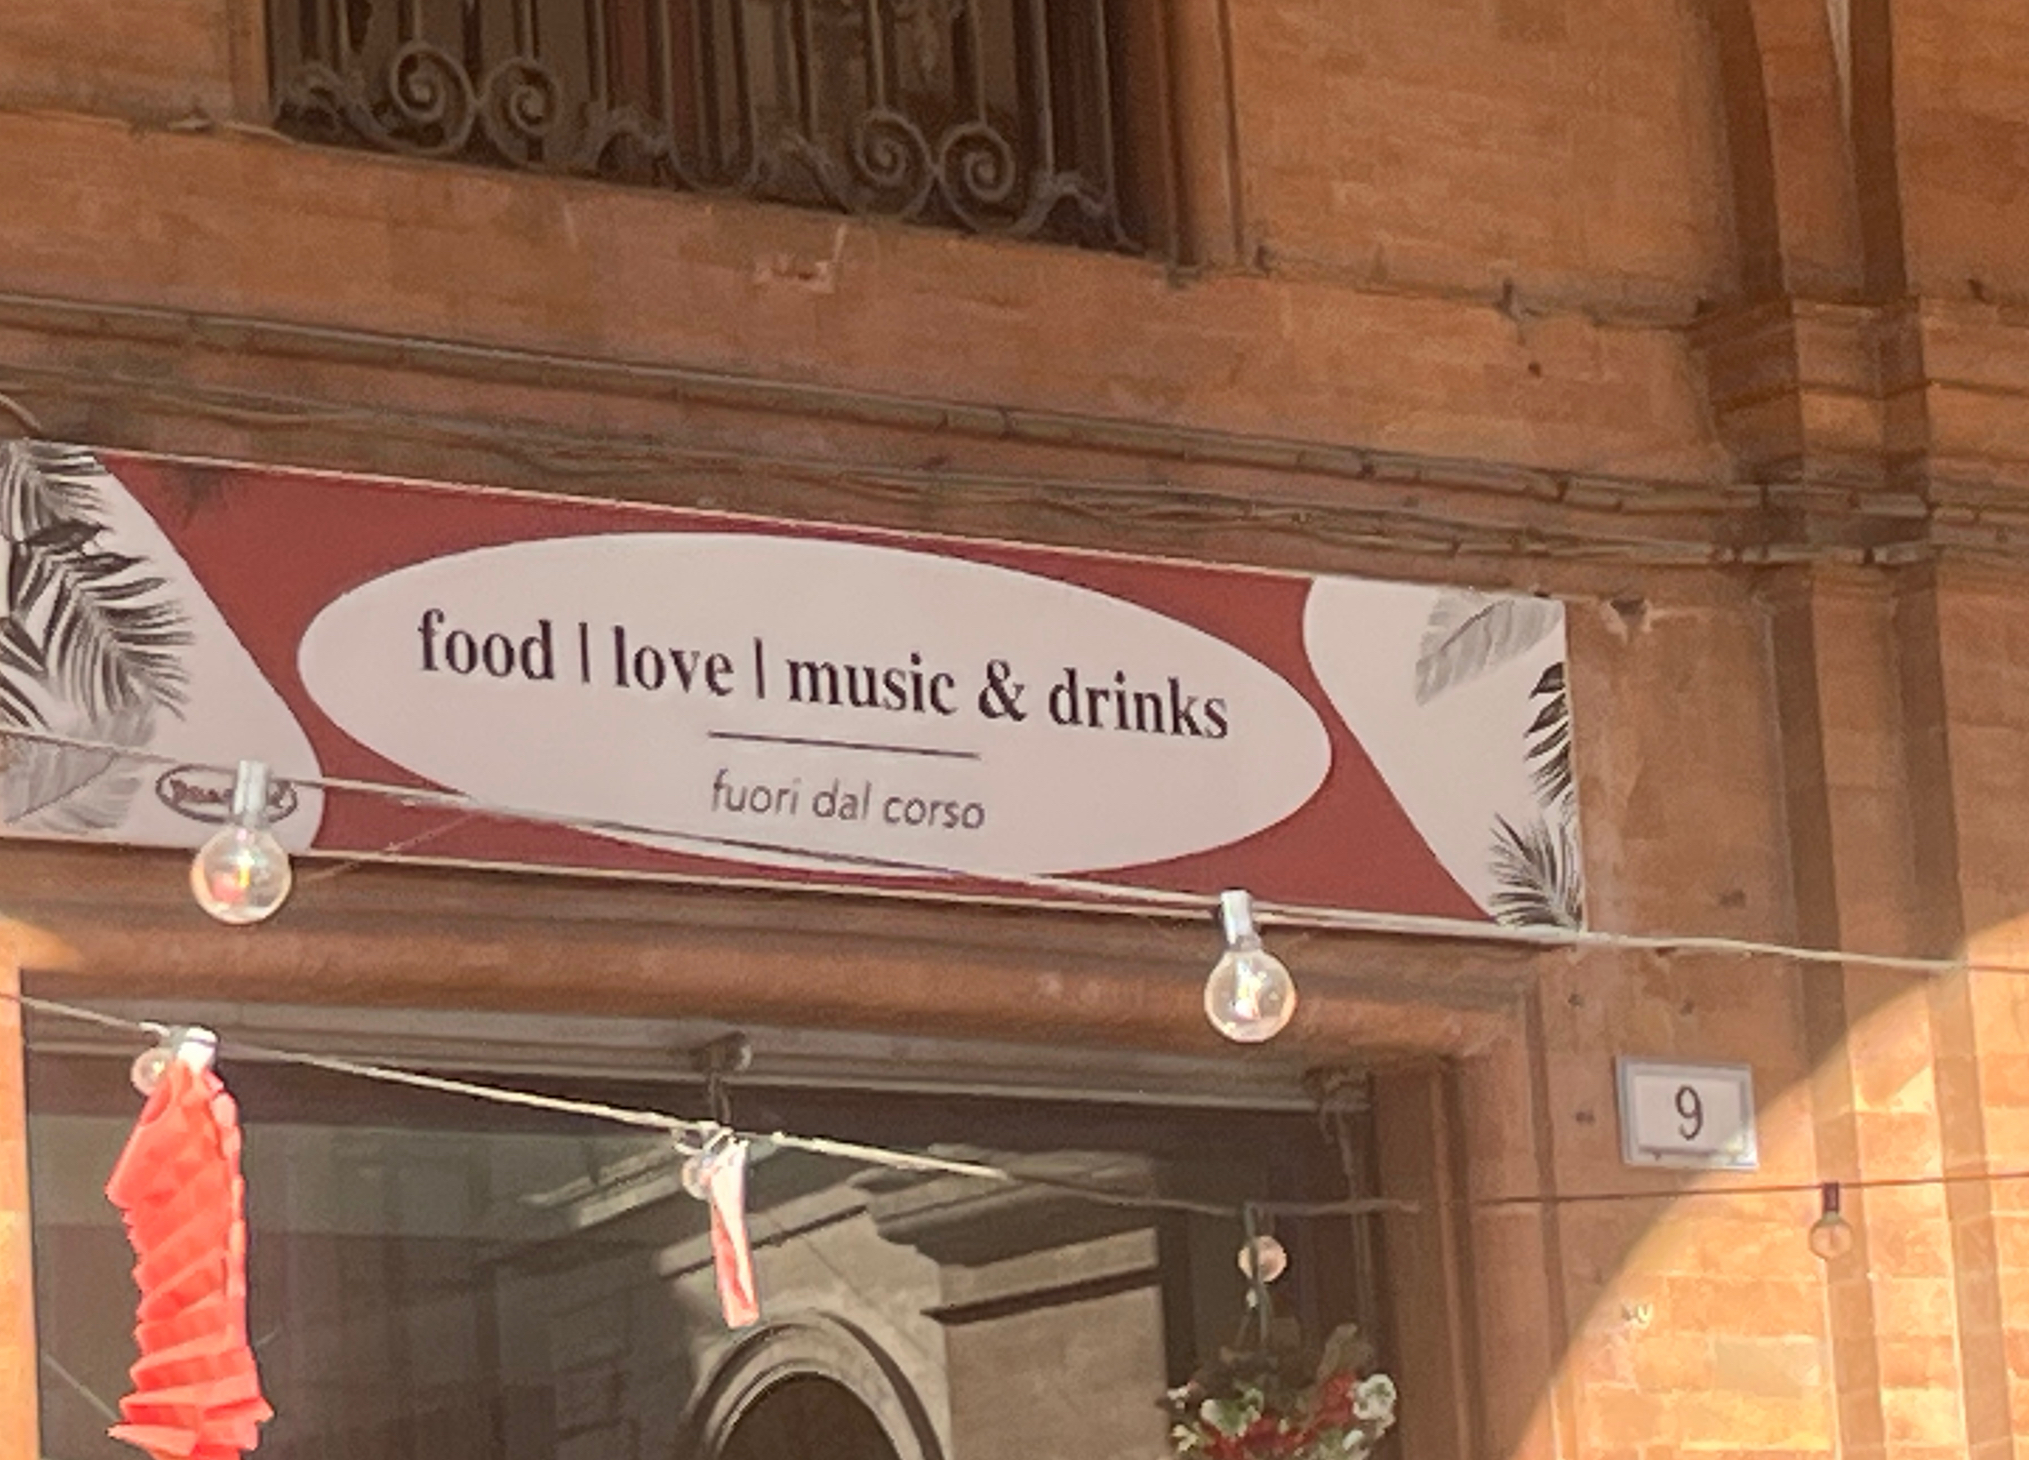 food | love | music & drinks
fuori dal corso
9